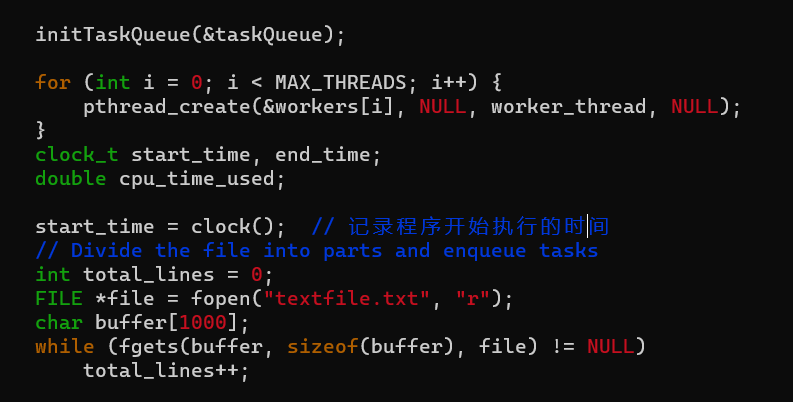 initTaskQueue(&taskQueue);
for (int i = 0; i < MAX_THREADS; i++) {
pthread_create(&workers[i], NULL, worker_thread, NULL);
}
clock_t start_time, end_time;
double cpu_time_used;
start_time = clock();  // 记录程序开始执行的时间
// Divide the file into parts and enqueue tasks
int total_lines = 0;
FILE *file = fopen("textfile.txt", "r");
char buffer[1000];
while (fgets(buffer, sizeof(buffer), file) != NULL)
total_lines++;